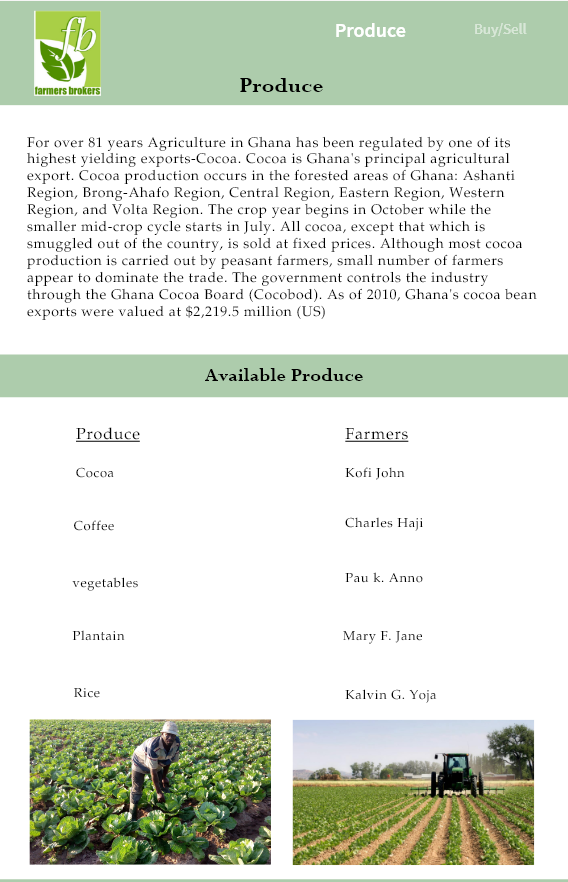 fb
farmers brokers
Produce
Buy/Sell
Produce
For over 81 years Agriculture in Ghana has been regulated by one of its
highest yielding exports-Cocoa. Cocoa is Ghana's principal agricultural
export. Cocoa production occurs in the forested areas of Ghana: Ashanti
Region, Brong-Ahafo Region, Central Region, Eastern Region, Western
Region, and Volta Region. The crop year begins in October while the
smaller mid-crop cycle starts in July. All cocoa, except that which is
smuggled out of the country, is sold at fixed prices. Although most cocoa
production is carried out by peasant farmers, small number of farmers
appear to dominate the trade. The government controls the industry
through the Ghana Cocoa Board (Cocobod). As of 2010, Ghana's cocoa bean
exports were valued at $2,219.5 million (US)
Available Produce
Produce Farmers
Cocoa Kofi John
Coffee Charles Haji
vegetables Pau k. Anno
Plantain Mary F. Jane
Rice Kalvin G. Yoja